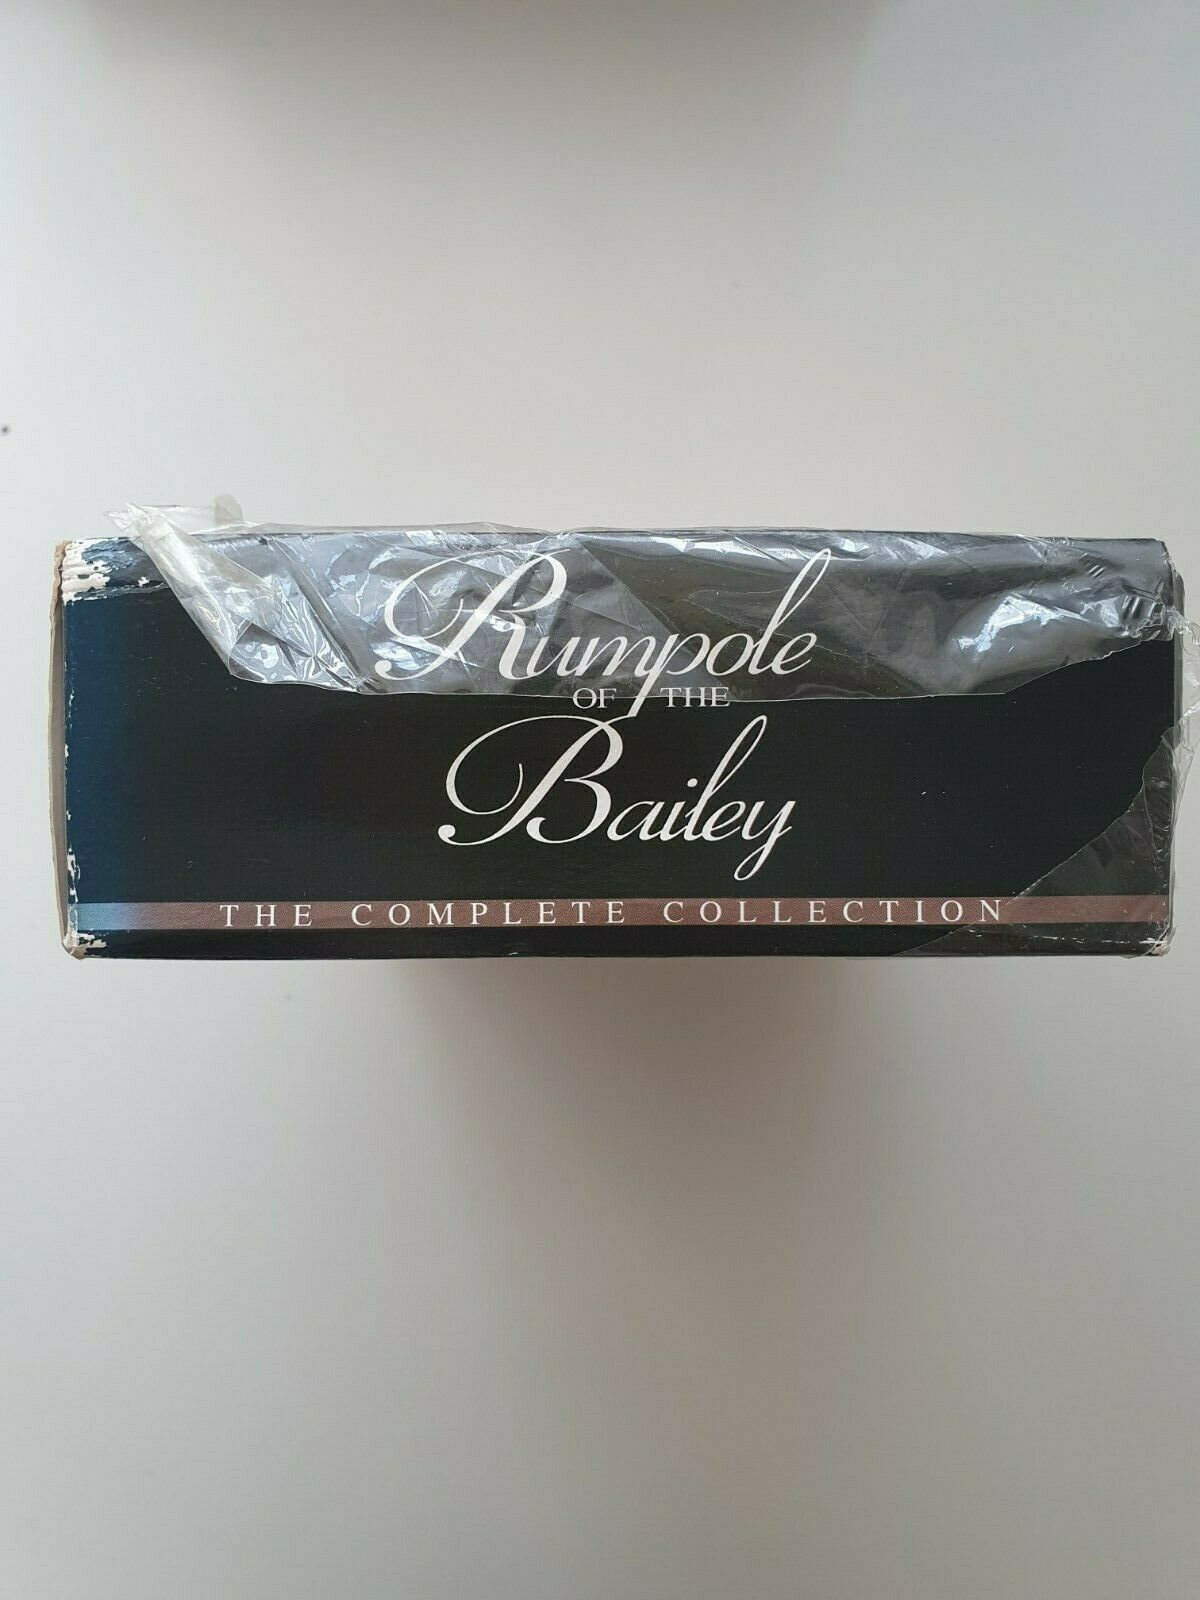 Rumpole
OF THE
Bailey
THE COMPLETE COLLECTION